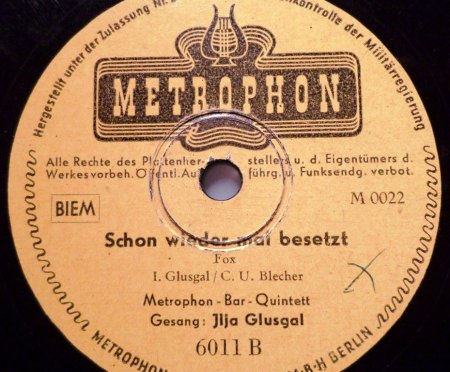 Hergestellt unter der Zulassung Nr. kontrolle der Militärregierung
METROPHON
Alle Rechte des Plattenher- stellers u. d. Eigentümers d.
Werkes vorbeh. Öffentl. Auf führg. u. Funksendg. verbot.
M 0022
BIEM
Schon wieder mal besetzt
Fox
I. Glusgal / C. U. Blecher
Metrophon-Bar-Quintett
Gesang: Jlja Glusgal
6011 B
METROPHON M·B·H BERLIN